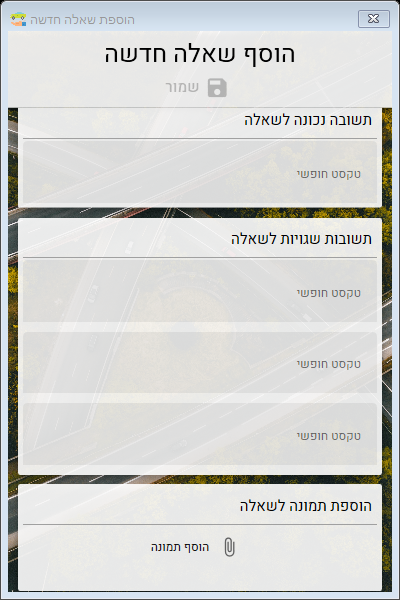 הוספת שאלה חדשה
הוסף שאלה חדשה
שמור
תשובה נכונה לשאלה
טקסט חופשי
תשובות שגויות לשאלה
טקסט חופשי
טקסט חופשי
טקסט חופשי
הוספת תמונה לשאלה
הוסף תמונה